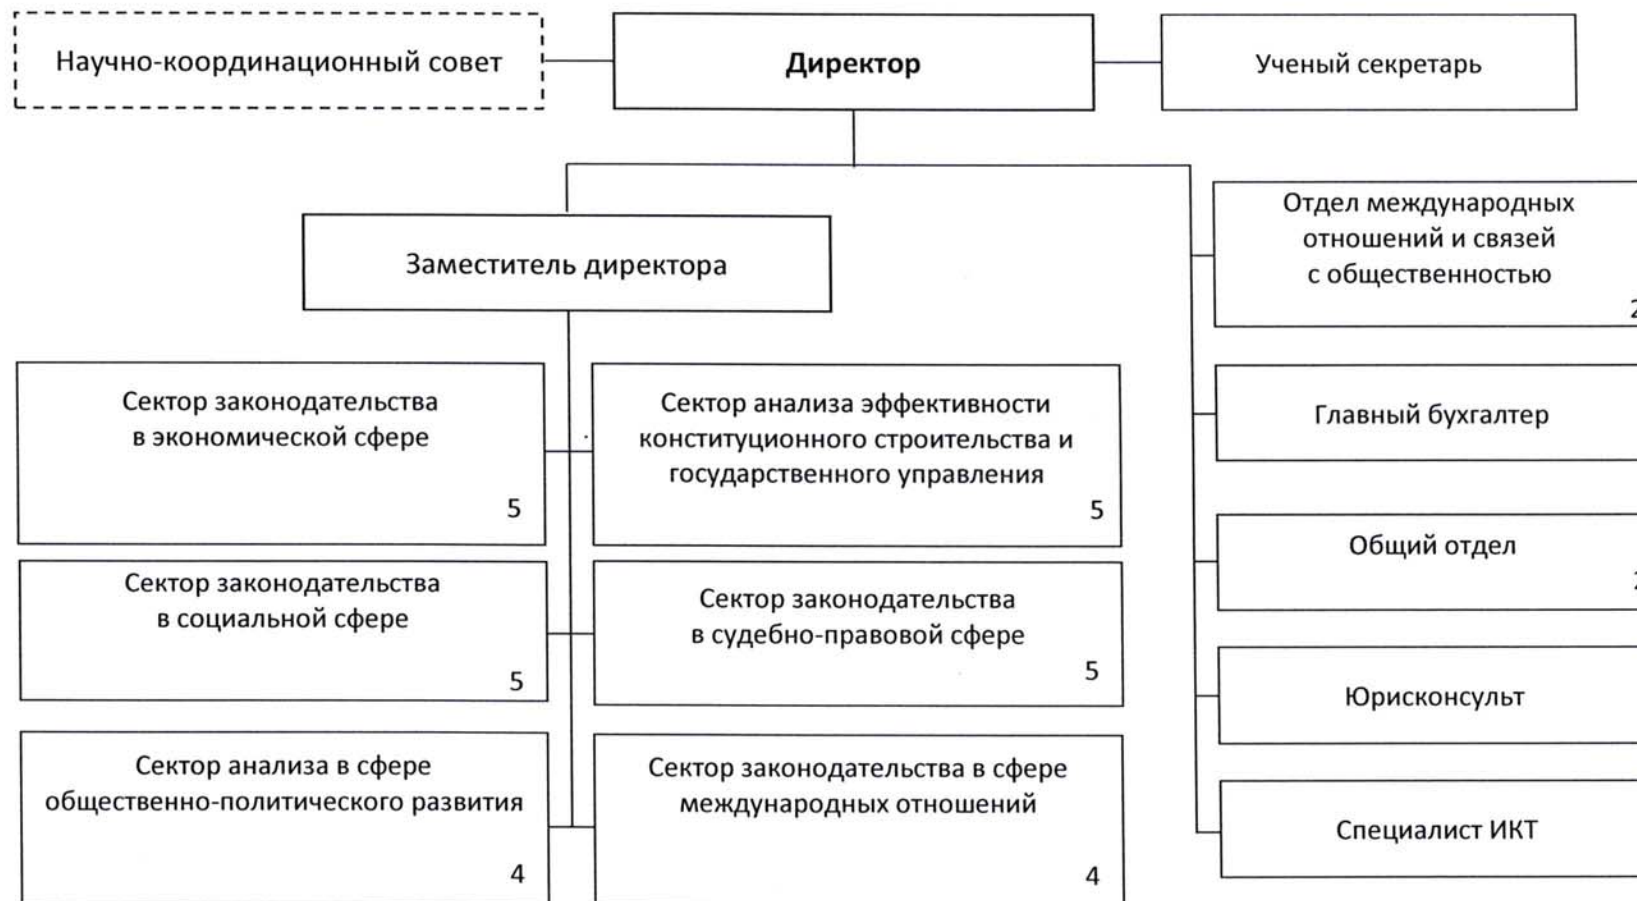 Научно-координационный совет
Директор
Ученый секретарь
Заместитель директора
Сектор законодательства
в экономической сфере
5
Сектор анализа эффективности
конституционного строительства и
государственного управления
5
Сектор законодательства
в социальной сфере
5
Сектор законодательства
в судебно-правовой сфере
5
Сектор анализа в сфере
общественно-политического развития
4
Сектор законодательства в сфере
международных отношений
4
Отдел международных
отношений и связей
с общественностью
2
Главный бухгалтер
Общий отдел
2
Юрисконсульт
Специалист ИКТ